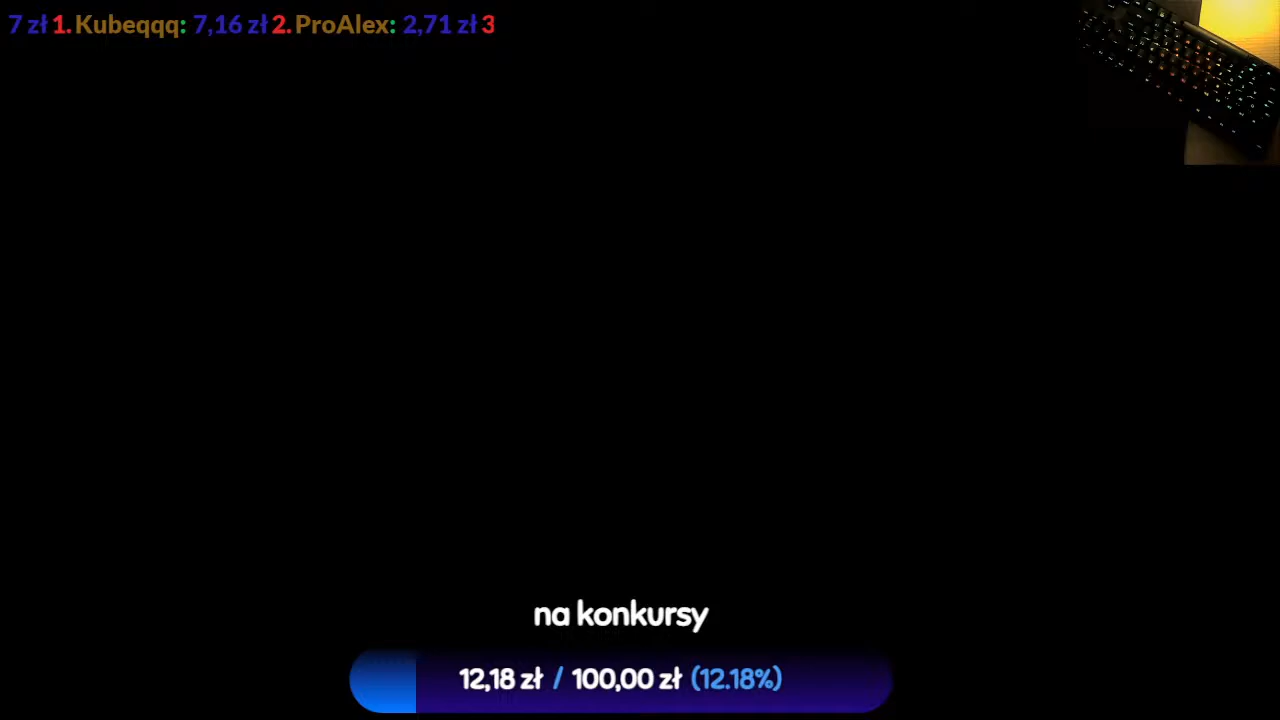 7 zł 1. Kubeqqq: 7,16 zł 2. ProAlex: 2,71 zł 3
na konkursy
12,18 zł / 100,00 zł (12.18%)